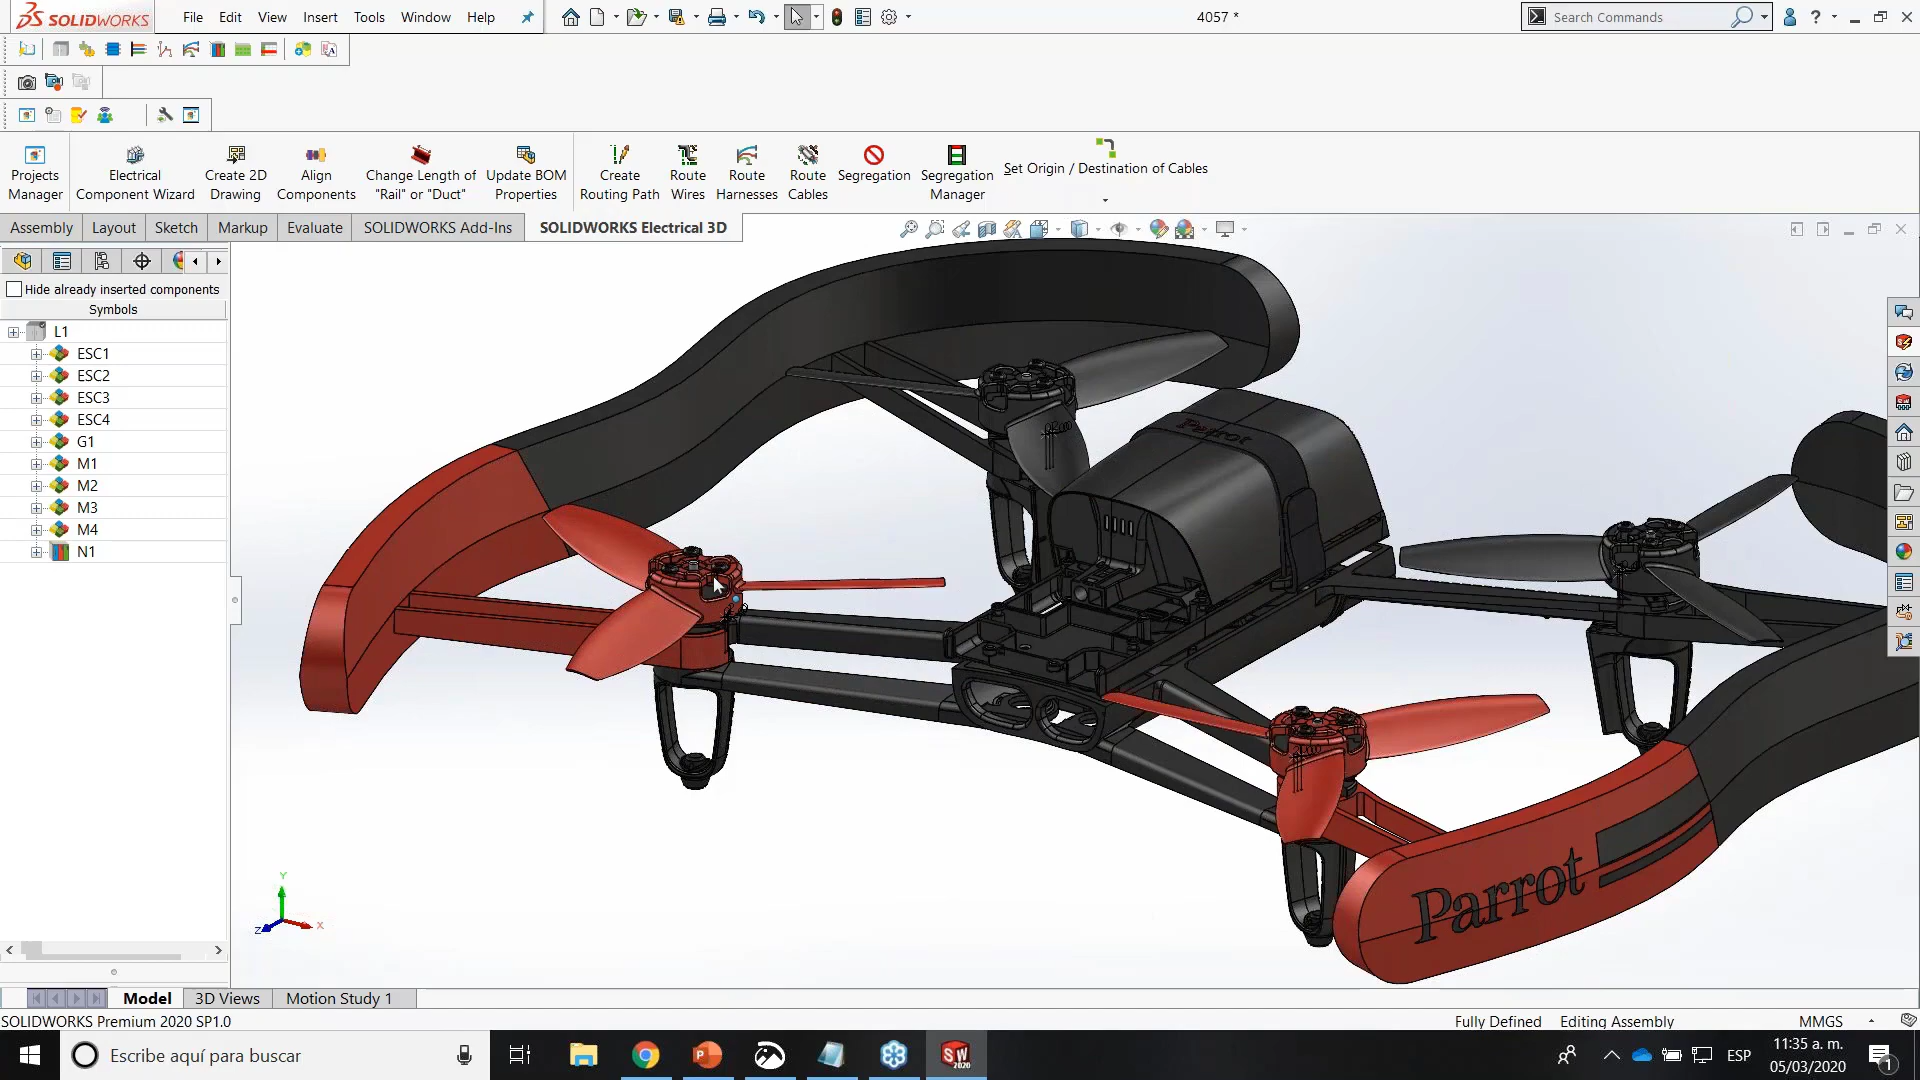 SOLIDWORKS File Edit View Insert Tools Window Help 4057 * Search Commands ?
Projects Manager
Electrical Component Wizard
Create 2D Drawing
Align Components
Change Length of "Rail" or "Duct"
Update BOM Properties
Create Routing Path
Route Wires
Route Harnesses
Route Cables
Segregation
Segregation Manager
Set Origin / Destination of Cables
Assembly Layout Sketch Markup Evaluate SOLIDWORKS Add-Ins SOLIDWORKS Electrical 3D
Hide already inserted components
Symbols
L1
ESC1
ESC2
ESC3
ESC4
G1
M1
M2
M3
M4
N1
Parrot
Parrot
Y
Z
X
Model 3D Views Motion Study 1
SOLIDWORKS Premium 2020 SP1.0 Fully Defined Editing Assembly MMGS
Escribe aquí para buscar
SW
2020
ESP
11:35 a. m.
05/03/2020
1